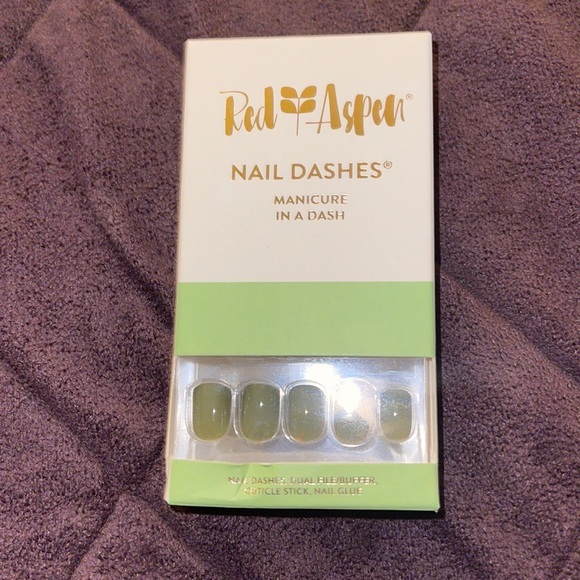 Red Aspen®
NAIL DASHES®
MANICURE
IN A DASH
NAIL DASHES, DUAL FILE/BUFFER,
CUTICLE STICK, NAIL GLUE